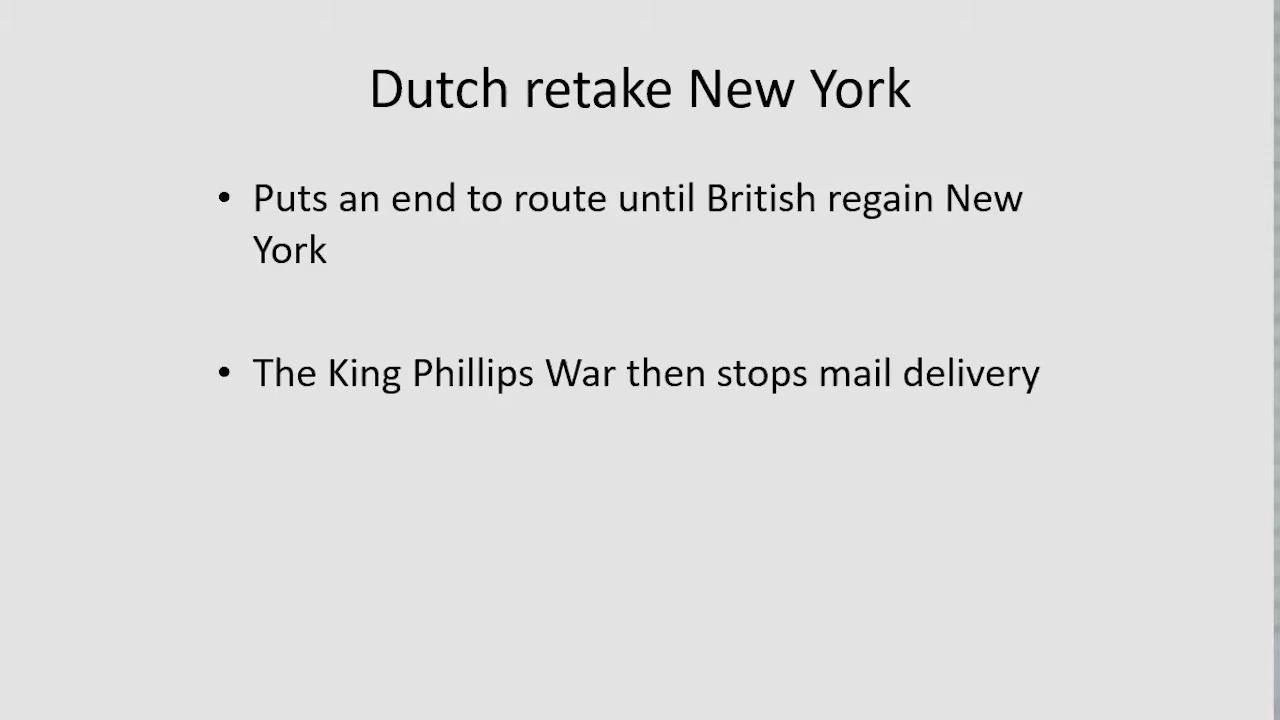 Dutch retake New York
• Puts an end to route until British regain New
York
• The King Phillips War then stops mail delivery